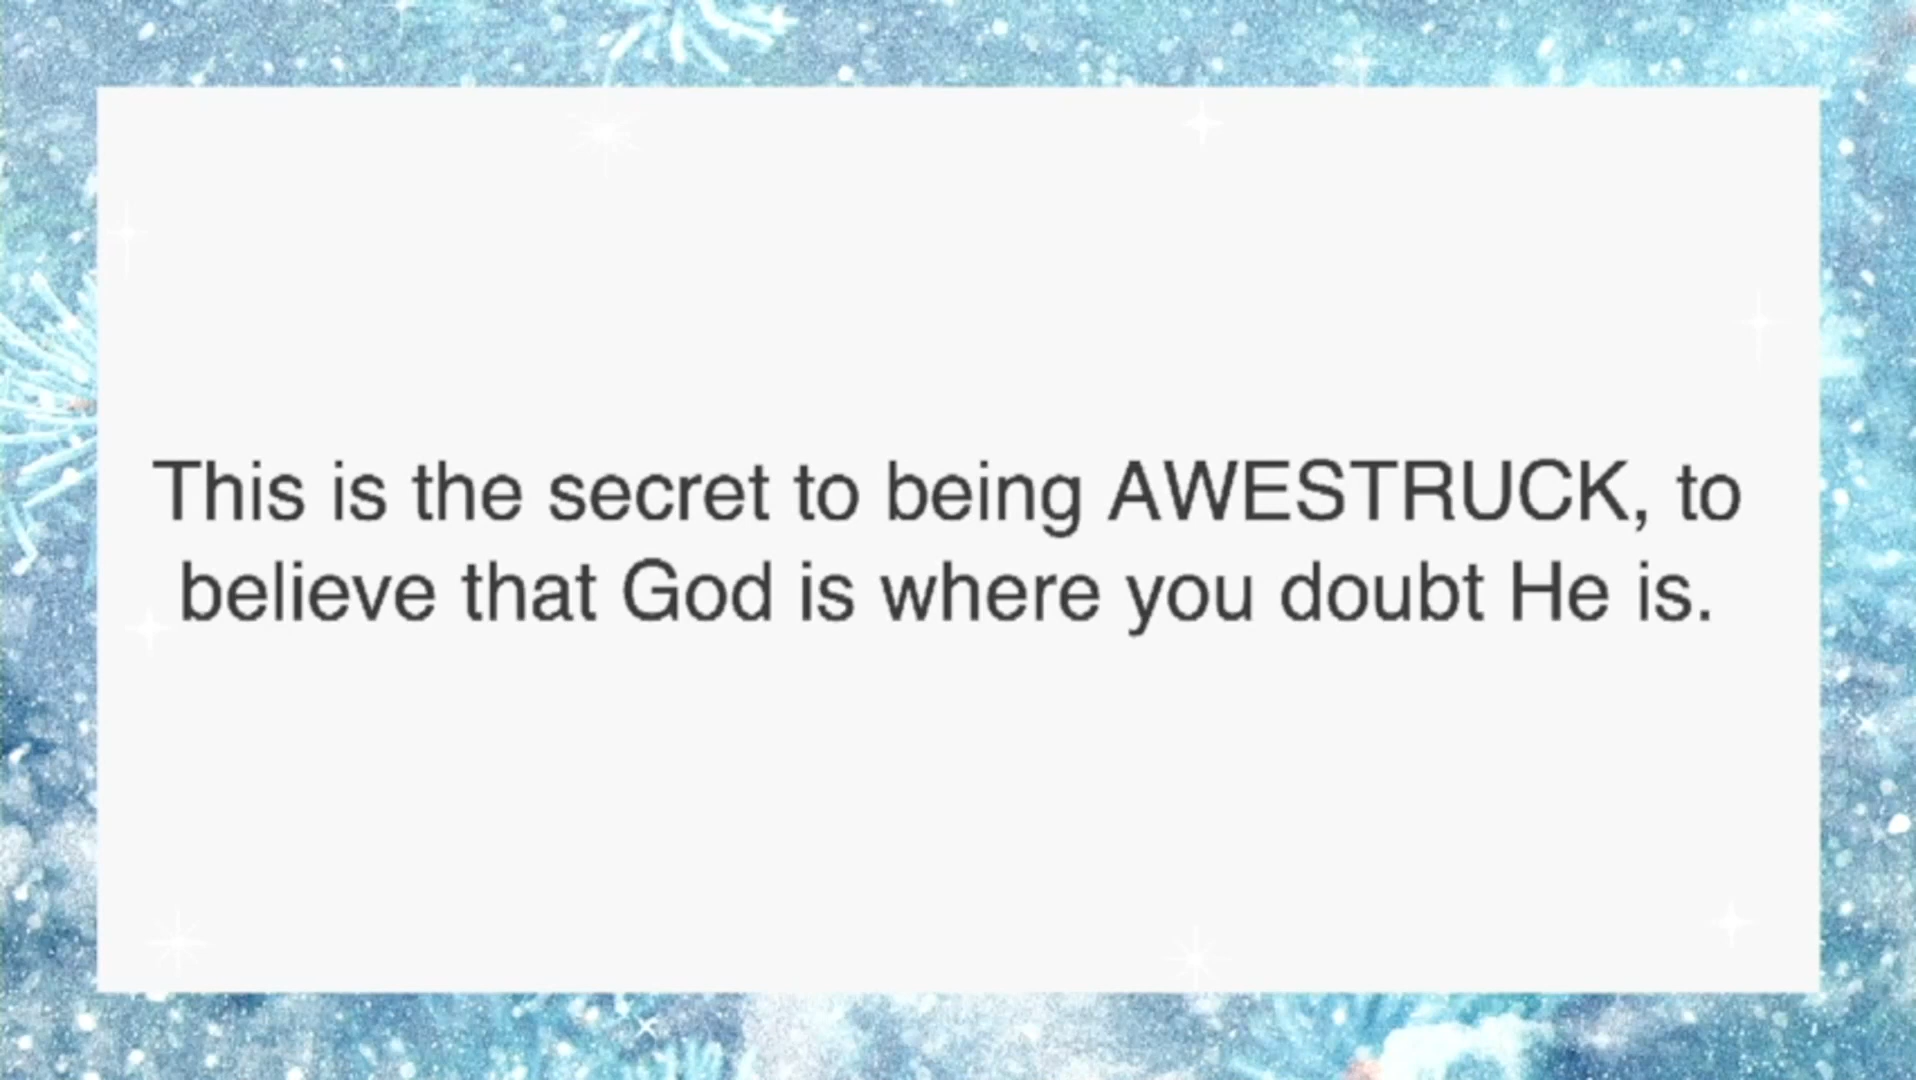 This is the secret to being AWESTRUCK, to
believe that God is where you doubt He is.